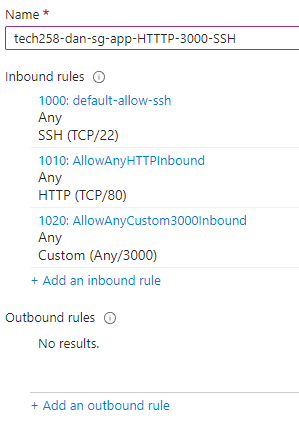 Name *
tech258-dan-sg-app-HTTTP-3000-SSH
Inbound rules
1000: default-allow-ssh
Any
SSH (TCP/22)
1010: AllowAnyHTTPInbound
Any
HTTP (TCP/80)
1020: AllowAnyCustom3000Inbound
Any
Custom (Any/3000)
+ Add an inbound rule
Outbound rules
No results.
+ Add an outbound rule